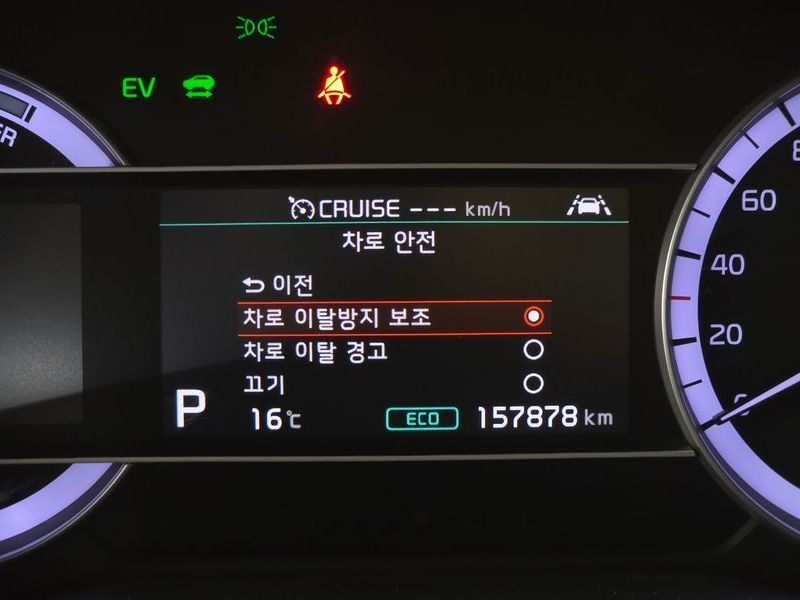 EV
CRUISE --- km/h
차로 안전
이전
차로 이탈방지 보조
차로 이탈 경고
끄기
P
16℃ ECO 157878 km
60
40
20
0